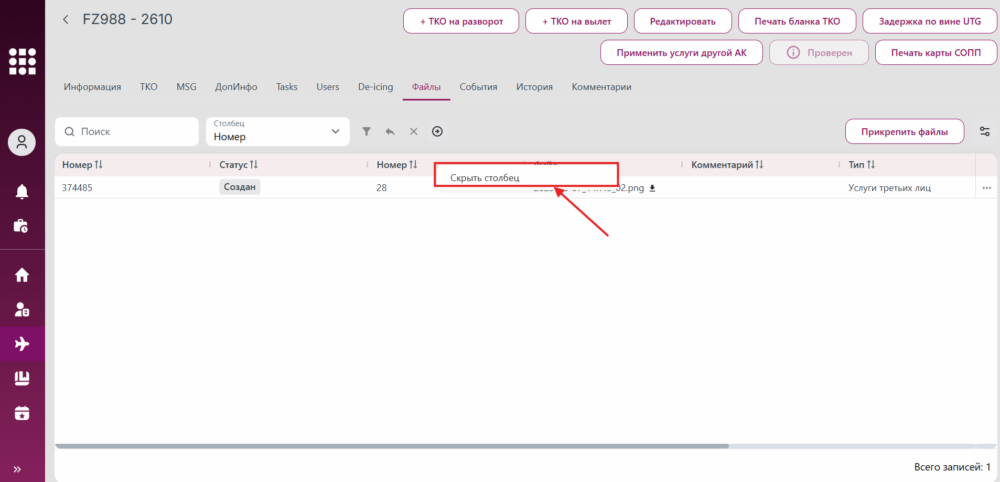 FZ988 - 2610
+ ТКО на разворот
+ ТКО на вылет
Редактировать
Печать бланка ТКО
Задержка по вине UTG
Применить услуги другой АК
Проверен
Печать карты СОПП
Информация
ТКО
MSG
ДопИнфо
Tasks
Users
De-icing
Файлы
События
История
Комментарии
Поиск
Столбец
Номер
Прикрепить файлы
Номер
Статус
Номер
Комментарий
Тип
Скрыть столбец
374485
Создан
28
02.png
Услуги третьих лиц
Всего записей: 1